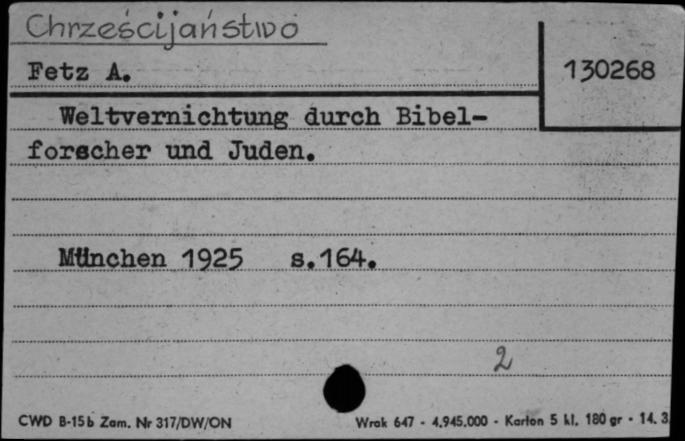 Chrześcijaństwo
Fetz A.
130268
Weltvernichtung durch Bibel-
forscher und Juden.
München 1925 s.164.
2
CWD B-15b Zam. Nr 317/DW/ON
Wrak 647 - 4.945.000 - Karton 5 kl. 180 gr - 14.3